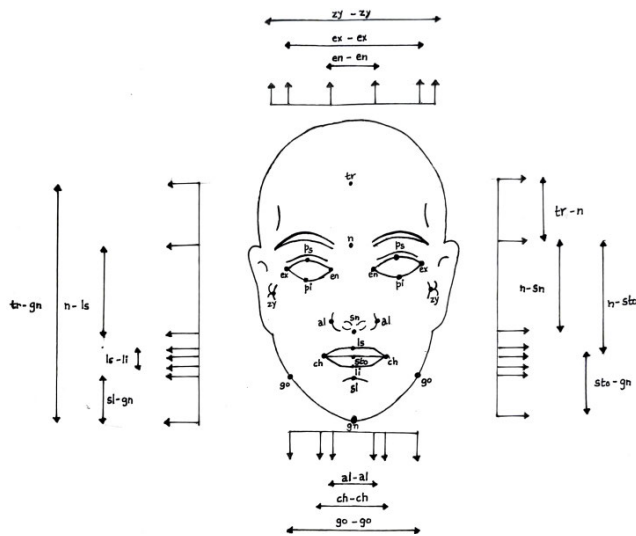 zy - zy
ex - ex
en - en
tr
tr - n
n
ps
ps
ex
en
en
ex
pi
pi
zy
zy
tr-gn
n-ls
n-sn
n-sto
al
sn
al
ls
ch
sto
ch
ls-li
li
sl
go
go
sl-gn
sto-gn
gn
al-al
ch-ch
go - go